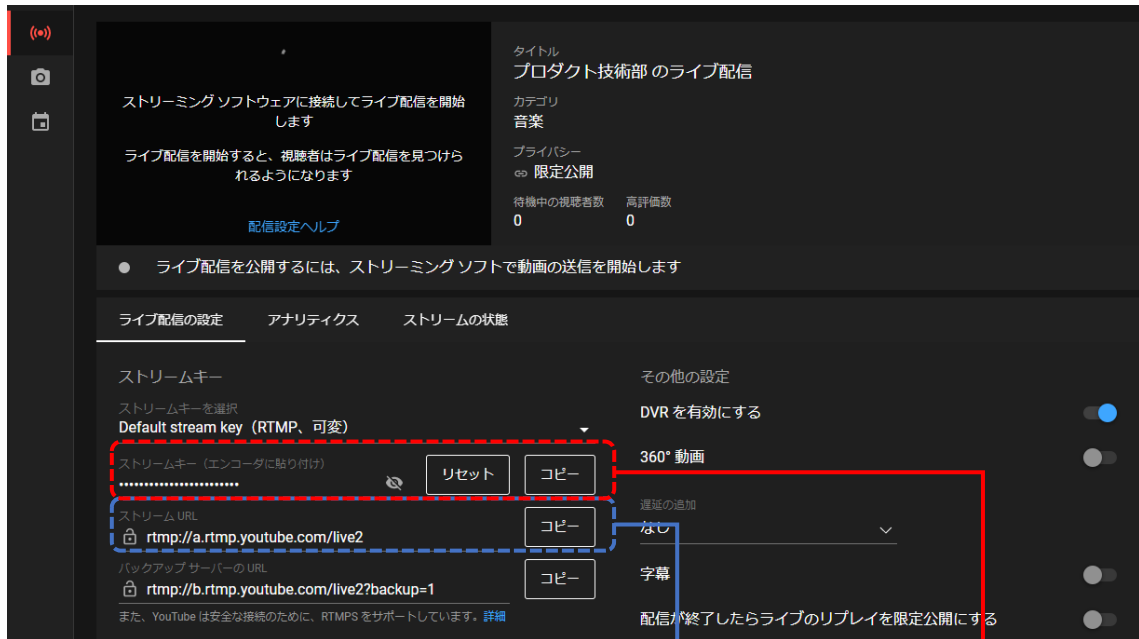 ストリーミング ソフトウェアに接続してライブ配信を開始
します
ライブ配信を開始すると、視聴者はライブ配信を見つけら
れるようになります
配信設定ヘルプ
タイトル
プロダクト技術部 のライブ配信
カテゴリ
音楽
プライバシー
限定公開
待機中の視聴者数 高評価数
0 0
ライブ配信を公開するには、ストリーミング ソフトで動画の送信を開始します
ライブ配信の設定 アナリティクス ストリームの状態
ストリームキー
ストリームキーを選択
Default stream key（RTMP、可変）
ストリームキー（エンコーダに貼り付け）
••••••••••••••••••••••••
リセット コピー
ストリーム URL
rtmp://a.rtmp.youtube.com/live2
コピー
バックアップ サーバーの URL
rtmp://b.rtmp.youtube.com/live2?backup=1
コピー
また、YouTube は安全な接続のために、RTMPS をサポートしています。詳細
その他の設定
DVR を有効にする
360° 動画
遅延の追加
なし
字幕
配信が終了したらライブのリプレイを限定公開にする